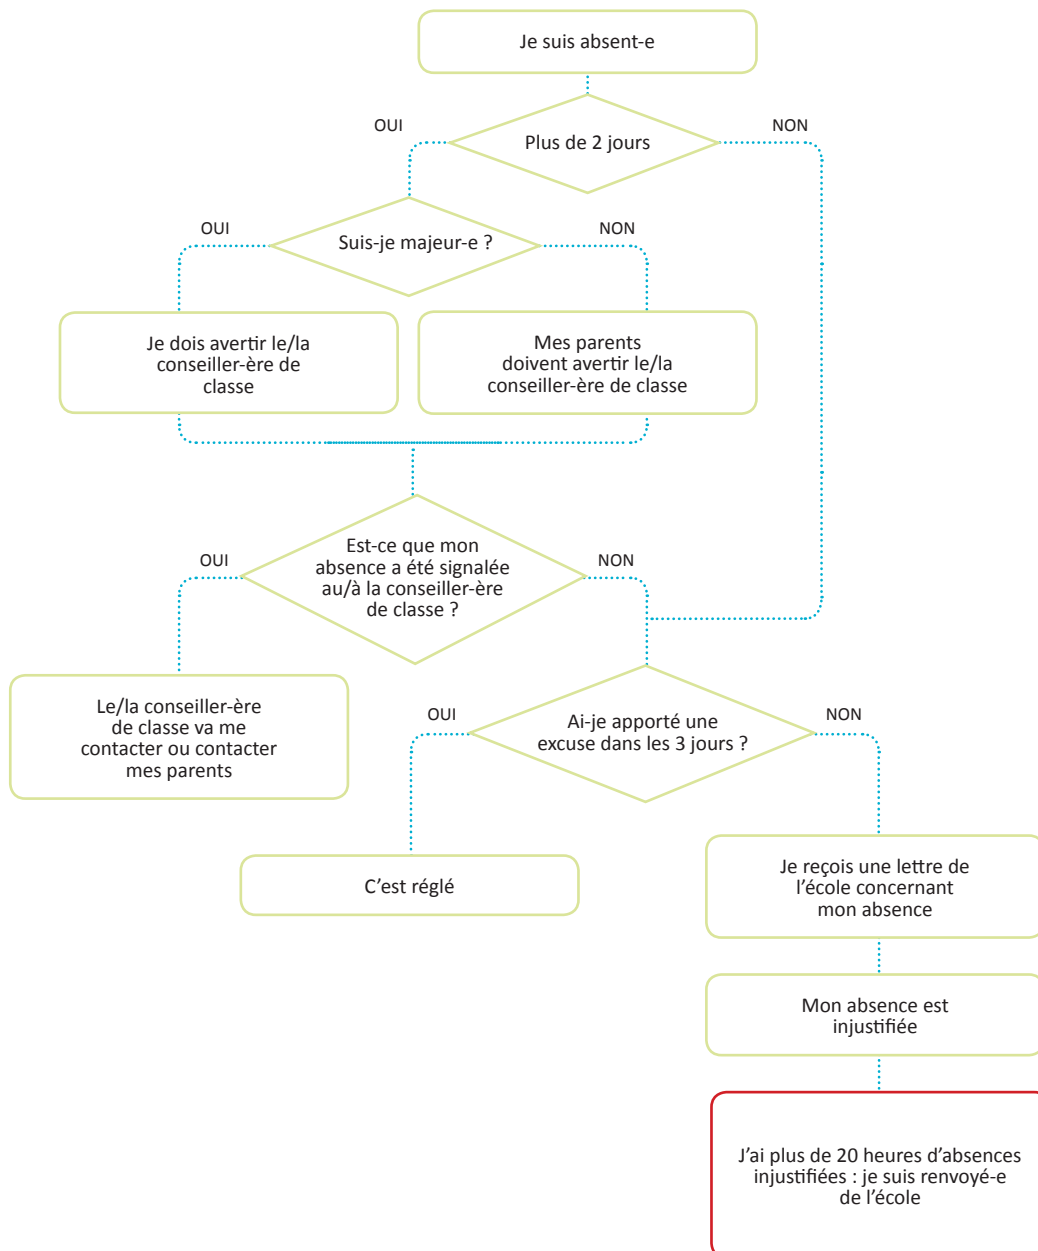 Je suis absent-e
OUI
NON
Plus de 2 jours
OUI
NON
Suis-je majeur-e ?
Je dois avertir le/la
conseiller-ère de
classe
Mes parents
doivent avertir le/la
conseiller-ère de classe
Est-ce que mon
absence a été signalée
au/à la conseiller-ère
de classe ?
OUI
NON
Le/la conseiller-ère
de classe va me
contacter ou contacter
mes parents
OUI
NON
Ai-je apporté une
excuse dans les 3 jours ?
C’est réglé
Je reçois une lettre de
l’école concernant
mon absence
Mon absence est
injustifiée
J’ai plus de 20 heures d’absences
injustifiées : je suis renvoyé-e
de l’école